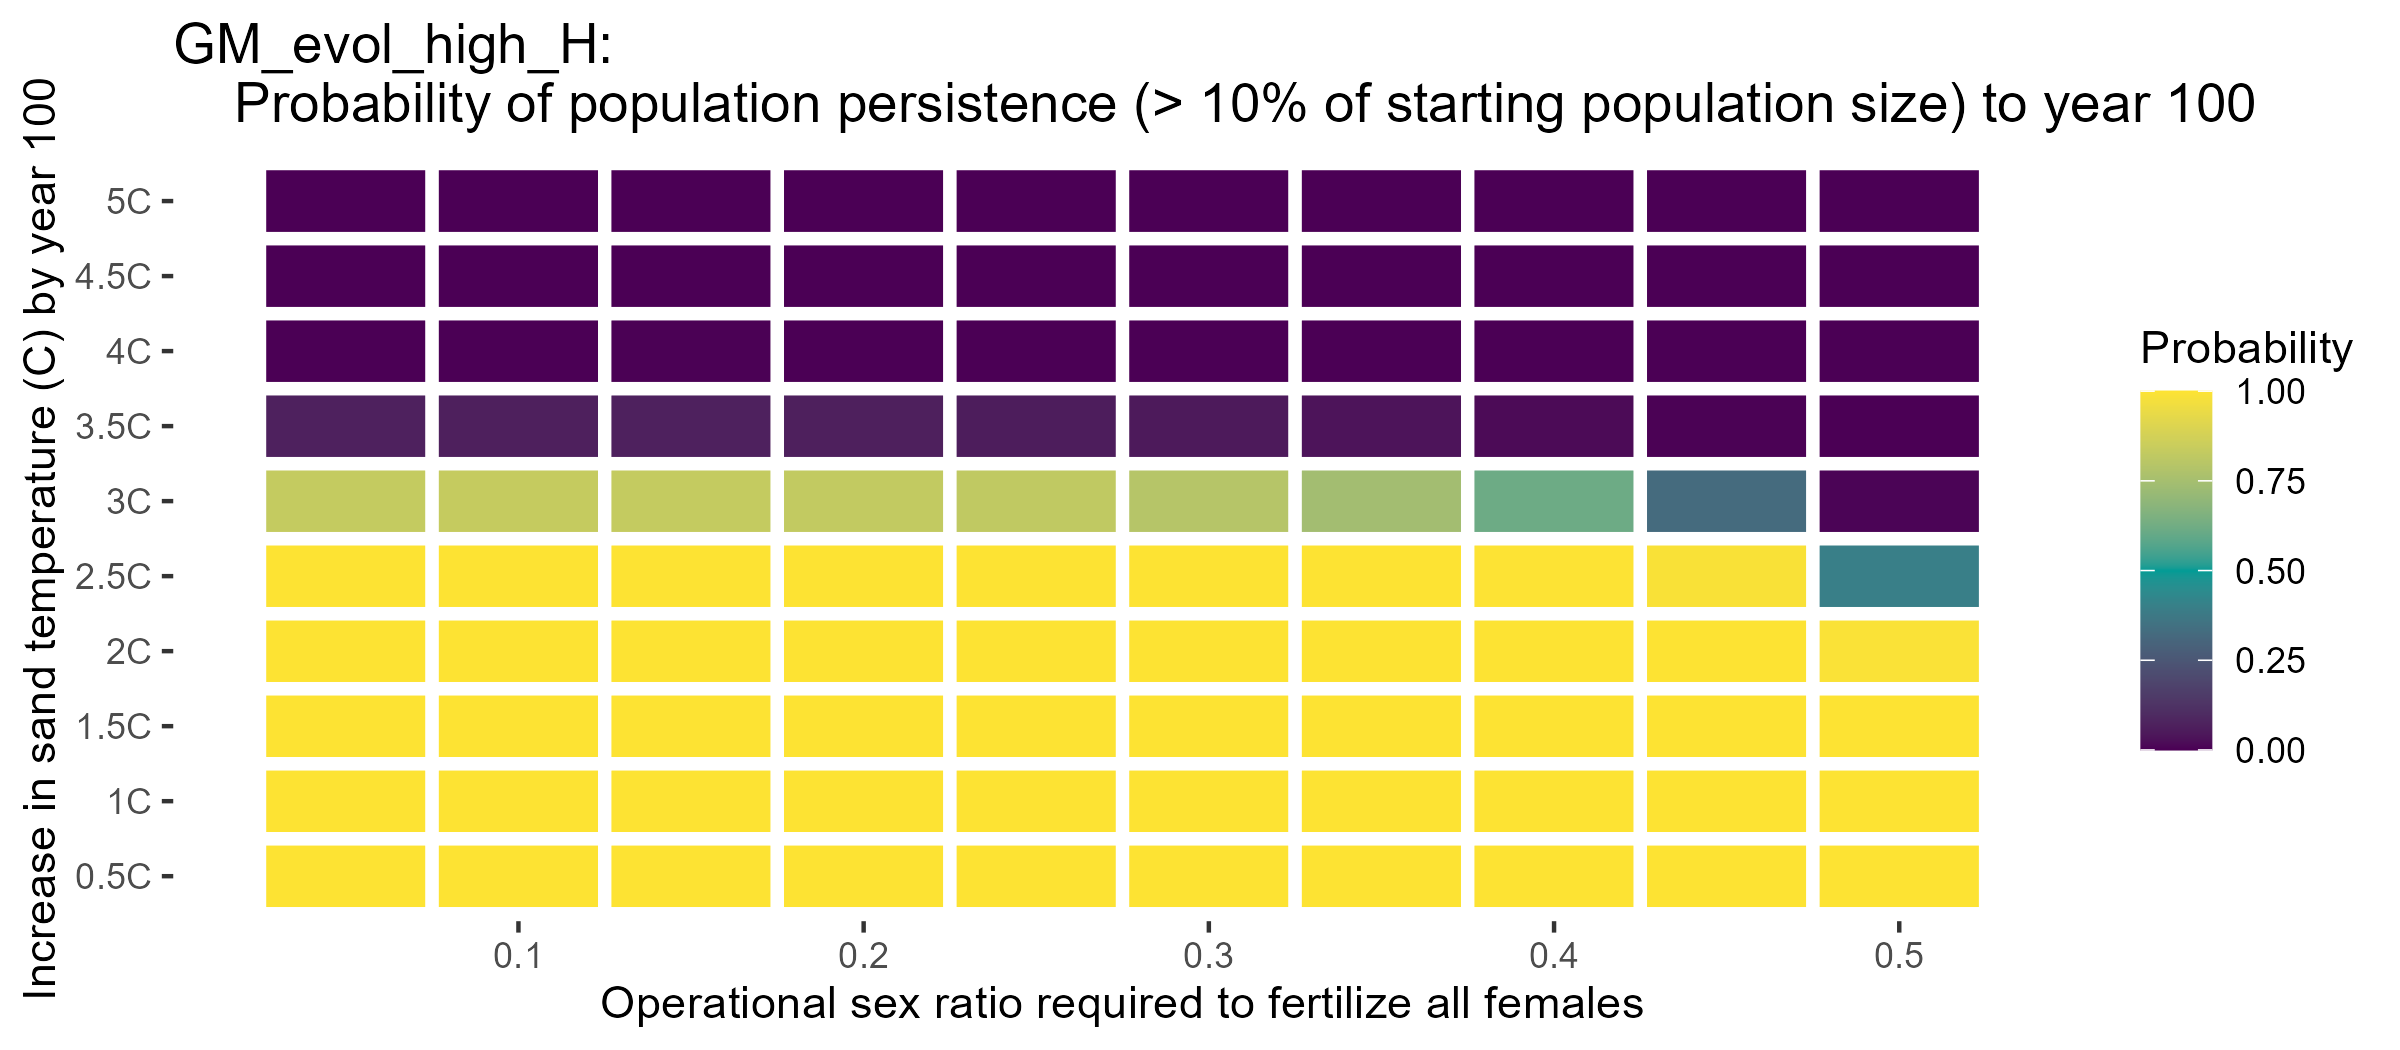 GM_evol_high_H:
Probability of population persistence (> 10% of starting population size) to year 100
Increase in sand temperature (C) by year 100
5C
4.5C
4C
3.5C
3C
2.5C
2C
1.5C
1C
0.5C
0.1
0.2
0.3
0.4
0.5
Operational sex ratio required to fertilize all females
Probability
1.00
0.75
0.50
0.25
0.00